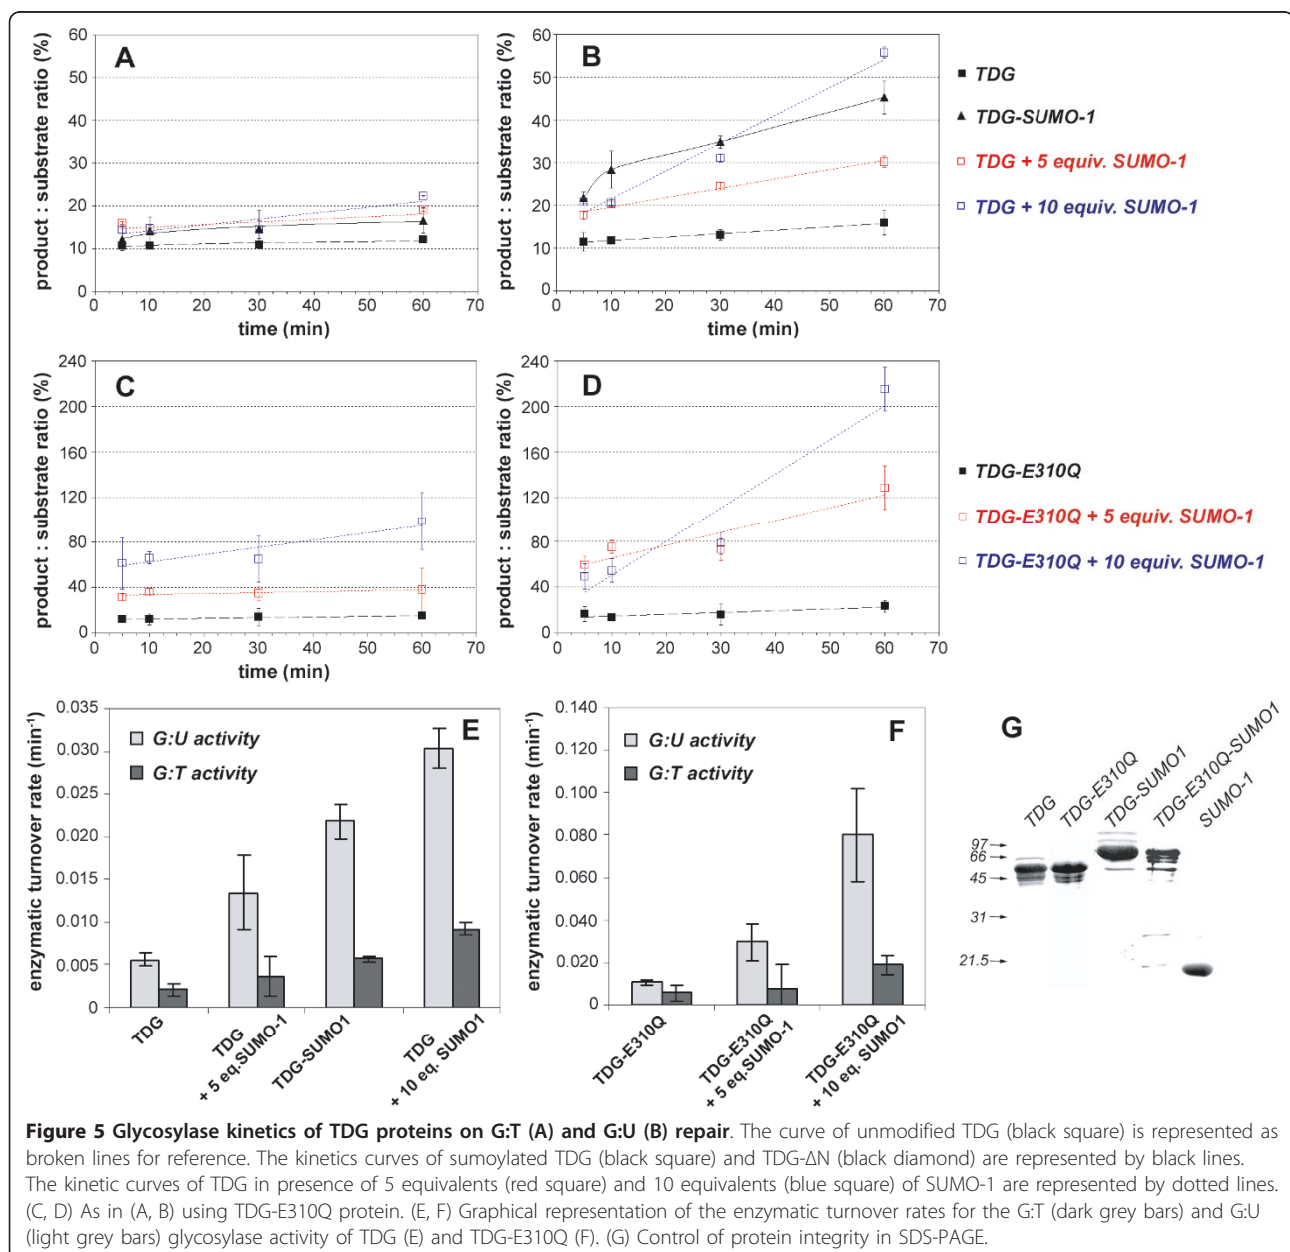 60
50
40
30
20
10
0
product : substrate ratio (%)
A
0 10 20 30 40 50 60 70
time (min)
60
50
40
30
20
10
0
product : substrate ratio (%)
B
0 10 20 30 40 50 60 70
time (min)
TDG
TDG-SUMO-1
TDG + 5 equiv. SUMO-1
TDG + 10 equiv. SUMO-1
240
200
160
120
80
40
0
product : substrate ratio (%)
C
0 10 20 30 40 50 60 70
time (min)
240
200
160
120
80
40
0
product : substrate ratio (%)
D
0 10 20 30 40 50 60 70
time (min)
TDG-E310Q
TDG-E310Q + 5 equiv. SUMO-1
TDG-E310Q + 10 equiv. SUMO-1
0.035
0.030
0.025
0.020
0.015
0.010
0.005
0
enzymatic turnover rate (min⁻¹)
E
G:U activity
G:T activity
TDG
TDG
+ 5 eq.SUMO-1
TDG-SUMO1
TDG
+ 10 eq. SUMO1
0.140
0.120
0.100
0.080
0.060
0.040
0.020
0
enzymatic turnover rate (min⁻¹)
F
G:U activity
G:T activity
TDG-E310Q
TDG-E310Q
+ 5 eq.SUMO-1
TDG-E310Q
+ 10 eq. SUMO1
G
TDG
TDG-E310Q
TDG-SUMO1
TDG-E310Q-SUMO1
SUMO-1
97
66
45
31
21.5
Figure 5 Glycosylase kinetics of TDG proteins on G:T (A) and G:U (B) repair. The curve of unmodified TDG (black square) is represented as
broken lines for reference. The kinetics curves of sumoylated TDG (black square) and TDG-ΔN (black diamond) are represented by black lines.
The kinetic curves of TDG in presence of 5 equivalents (red square) and 10 equivalents (blue square) of SUMO-1 are represented by dotted lines.
(C, D) As in (A, B) using TDG-E310Q protein. (E, F) Graphical representation of the enzymatic turnover rates for the G:T (dark grey bars) and G:U
(light grey bars) glycosylase activity of TDG (E) and TDG-E310Q (F). (G) Control of protein integrity in SDS-PAGE.